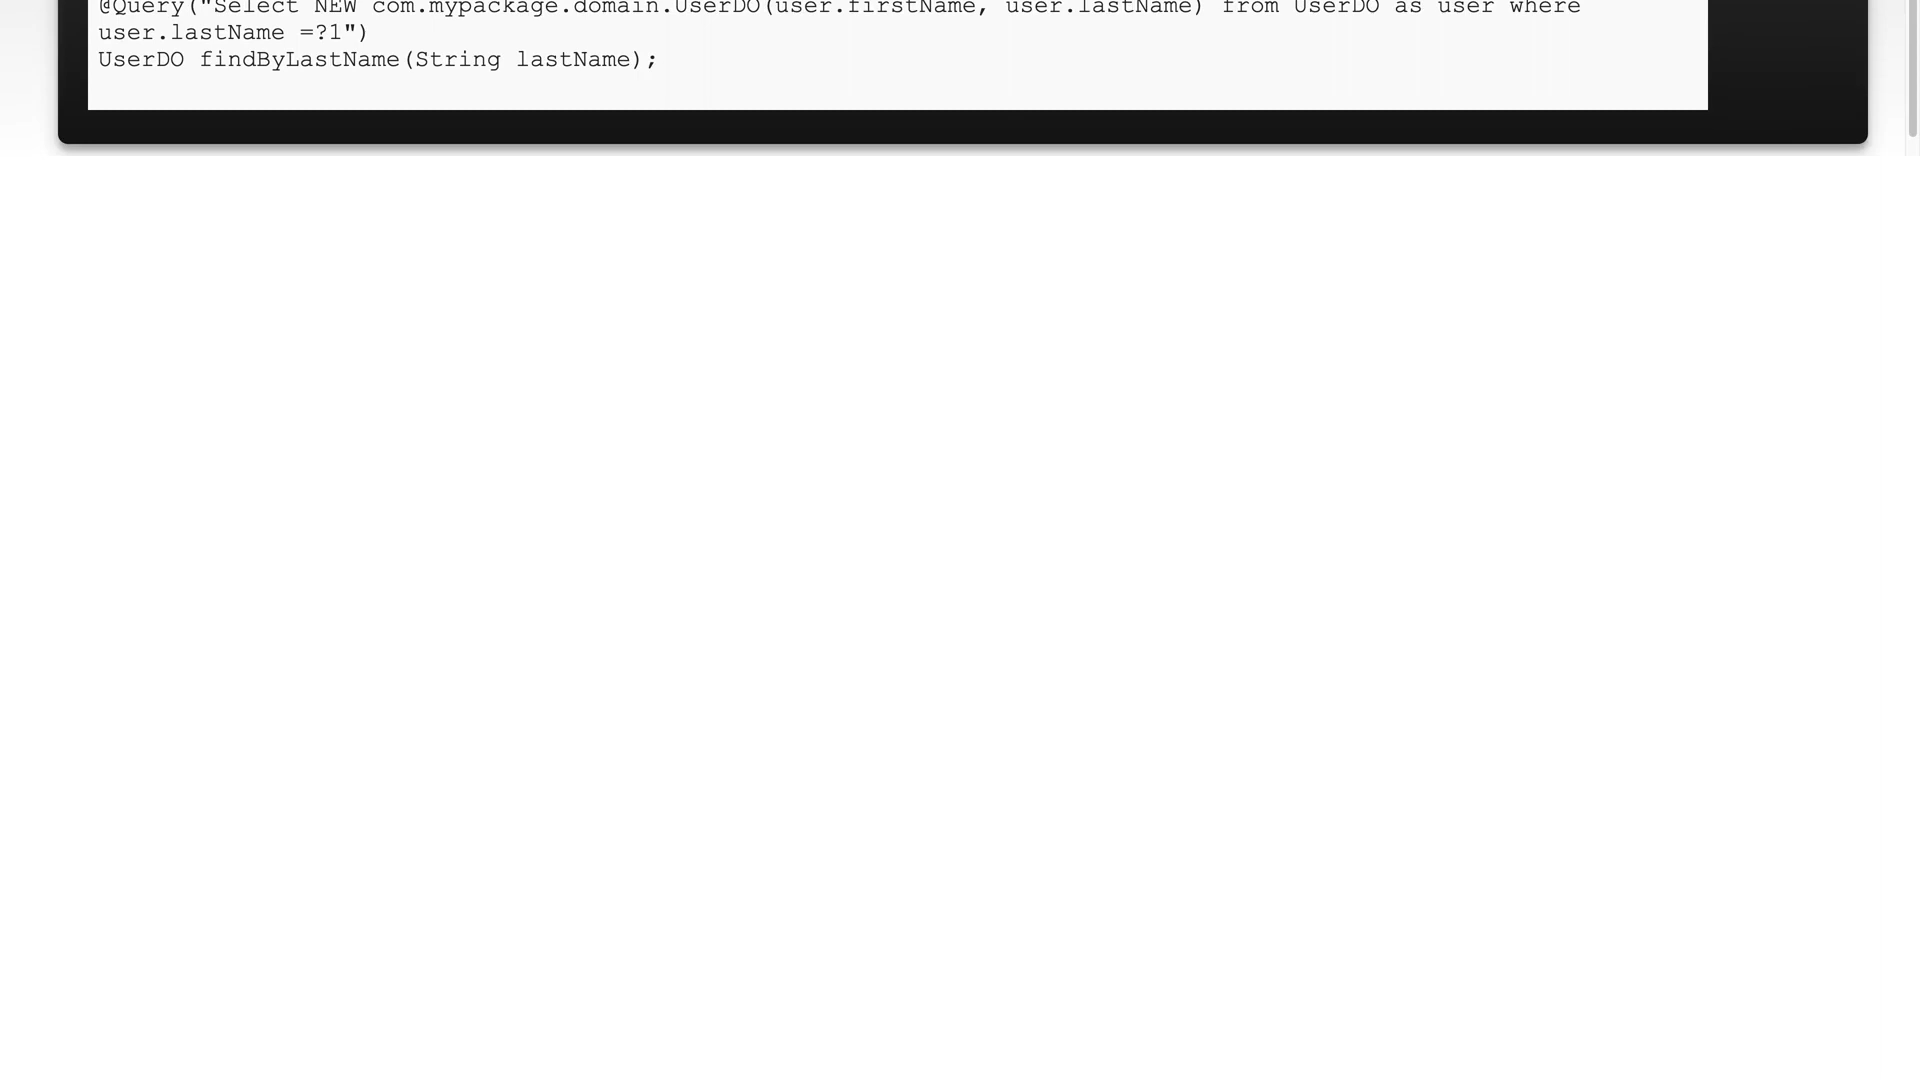 @Query("Select NEW com.mypackage.domain.UserDO(user.firstName, user.lastName) from UserDO as user where
user.lastName =?1")
UserDO findByLastName(String lastName);